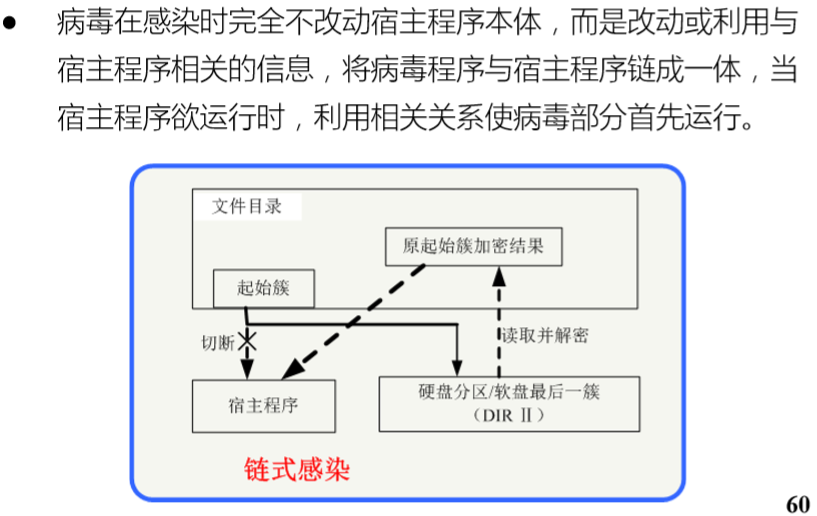 ● 病毒在感染时完全不改动宿主程序本体，而是改动或利用与
宿主程序相关的信息，将病毒程序与宿主程序链成一体，当
宿主程序欲运行时，利用相关关系使病毒部分首先运行。
文件目录
原起始簇加密结果
起始簇
切断
读取并解密
宿主程序
硬盘分区/软盘最后一簇
（DIR Ⅱ）
链式感染
60